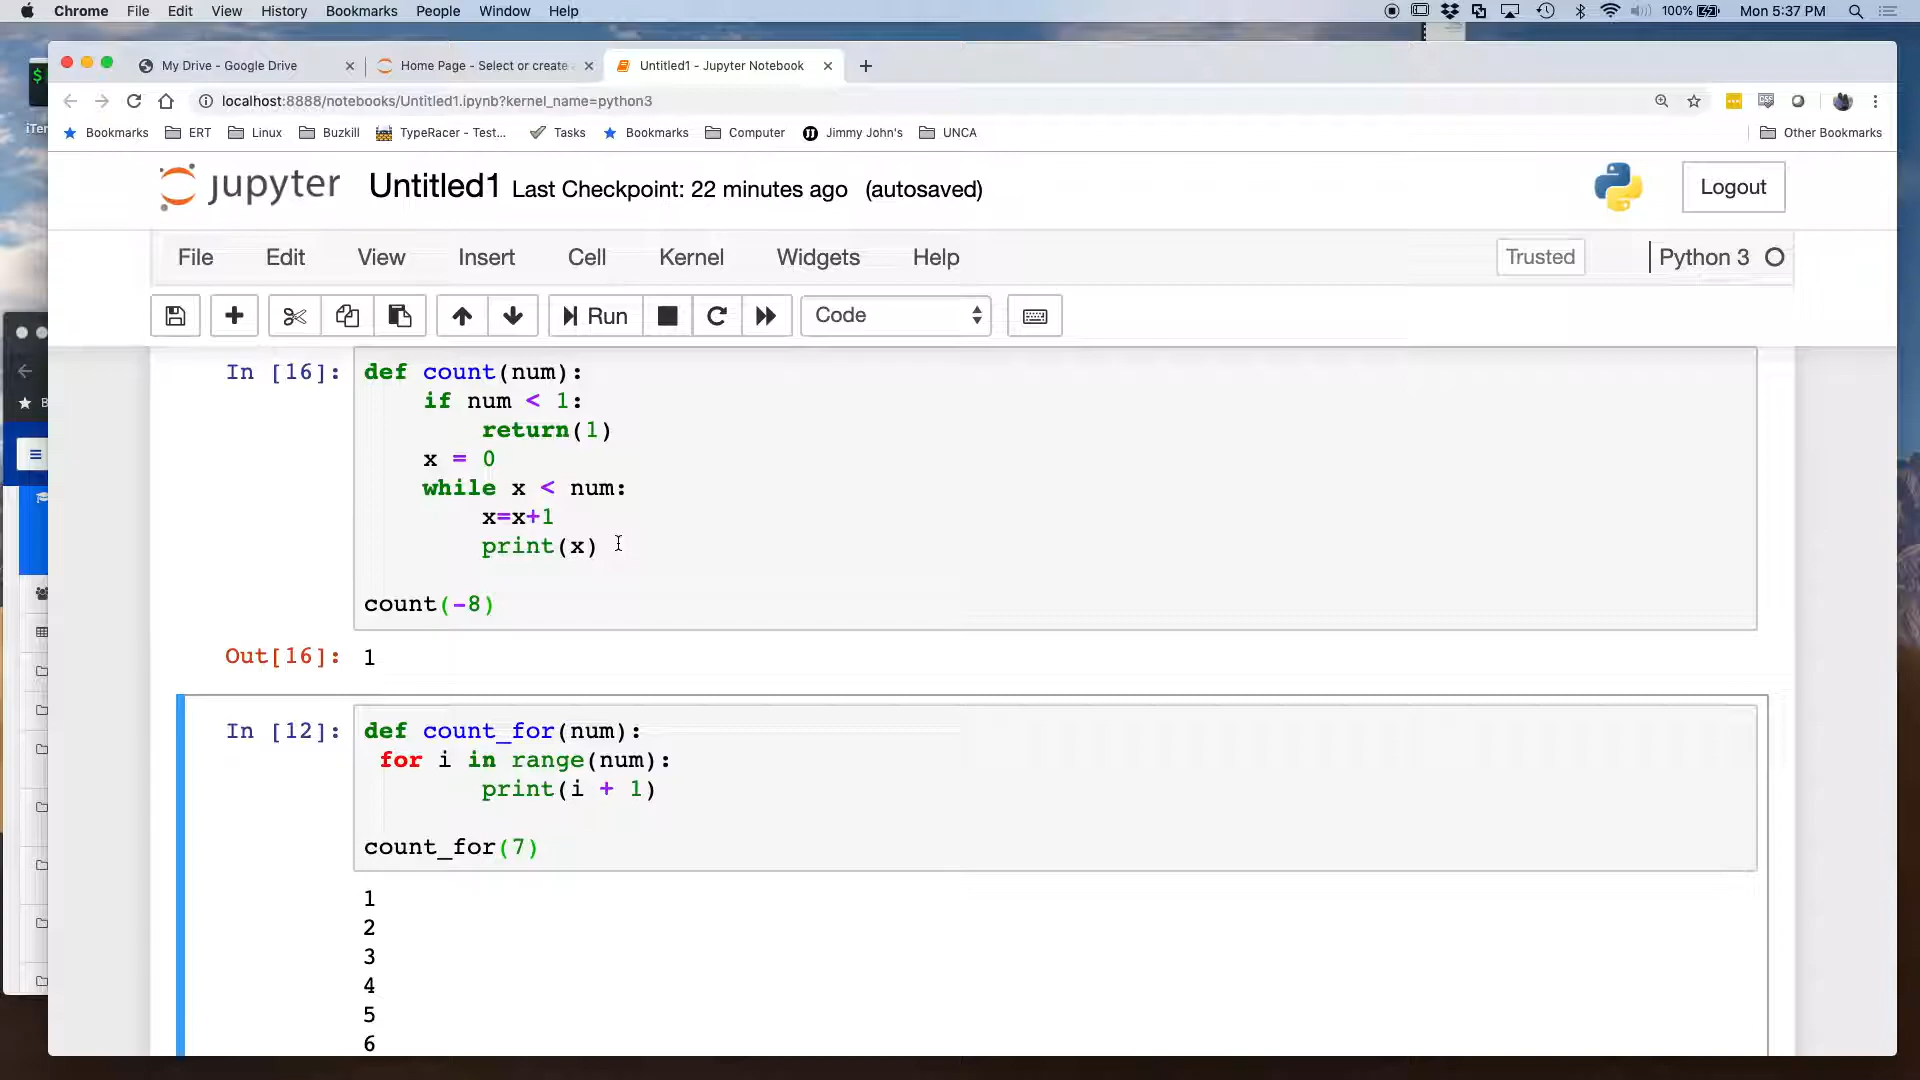 Chrome File Edit View History Bookmarks People Window Help 100% Mon 5:37 PM
My Drive - Google Drive Home Page - Select or create Untitled1 - Jupyter Notebook
localhost:8888/notebooks/Untitled1.ipynb?kernel_name=python3
Bookmarks ERT Linux Buzkill TypeRacer - Test... Tasks Bookmarks Computer Jimmy John's UNCA Other Bookmarks
jupyter Untitled1 Last Checkpoint: 22 minutes ago (autosaved) Logout
File Edit View Insert Cell Kernel Widgets Help Trusted Python 3
Run Code
In [16]: def count(num):
if num < 1:
return(1)
x = 0
while x < num:
x=x+1
print(x)
count(-8)
Out[16]: 1
In [12]: def count_for(num):
for i in range(num):
print(i + 1)
count_for(7)
1
2
3
4
5
6